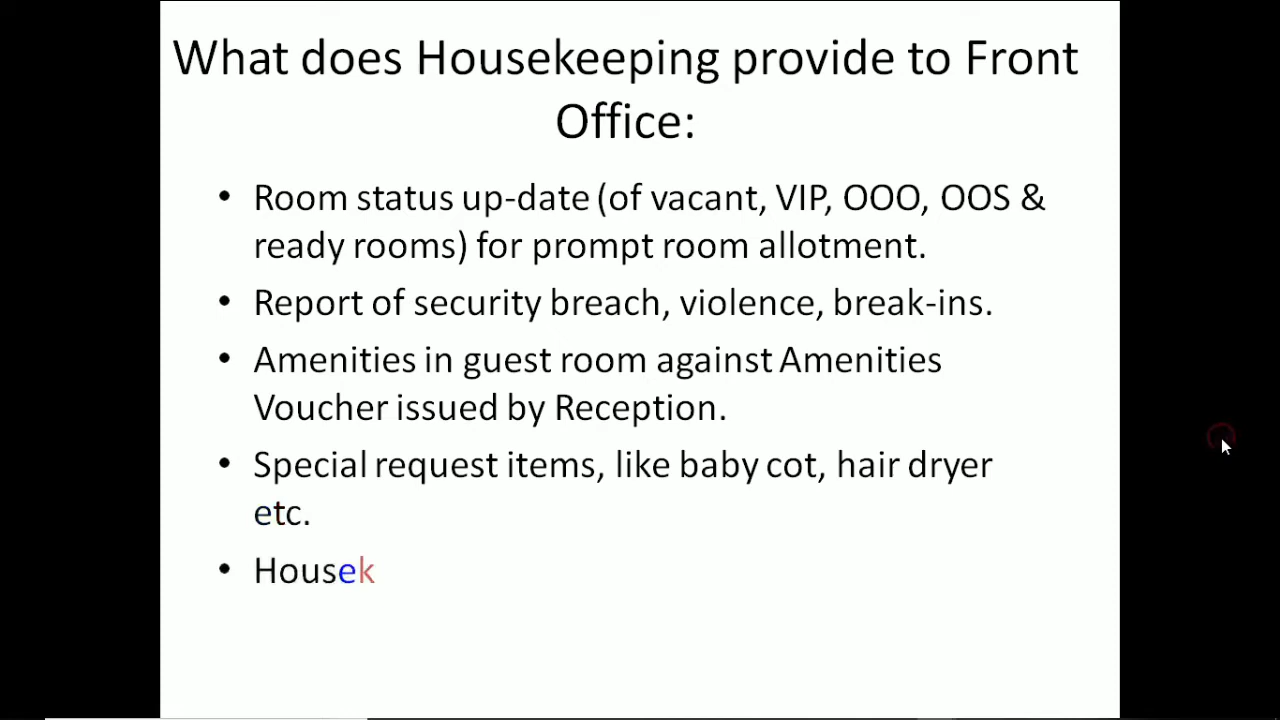 What does Housekeeping provide to Front
Office:
• Room status up-date (of vacant, VIP, OOO, OOS &
ready rooms) for prompt room allotment.
• Report of security breach, violence, break-ins.
• Amenities in guest room against Amenities
Voucher issued by Reception.
• Special request items, like baby cot, hair dryer
etc.
• Housek